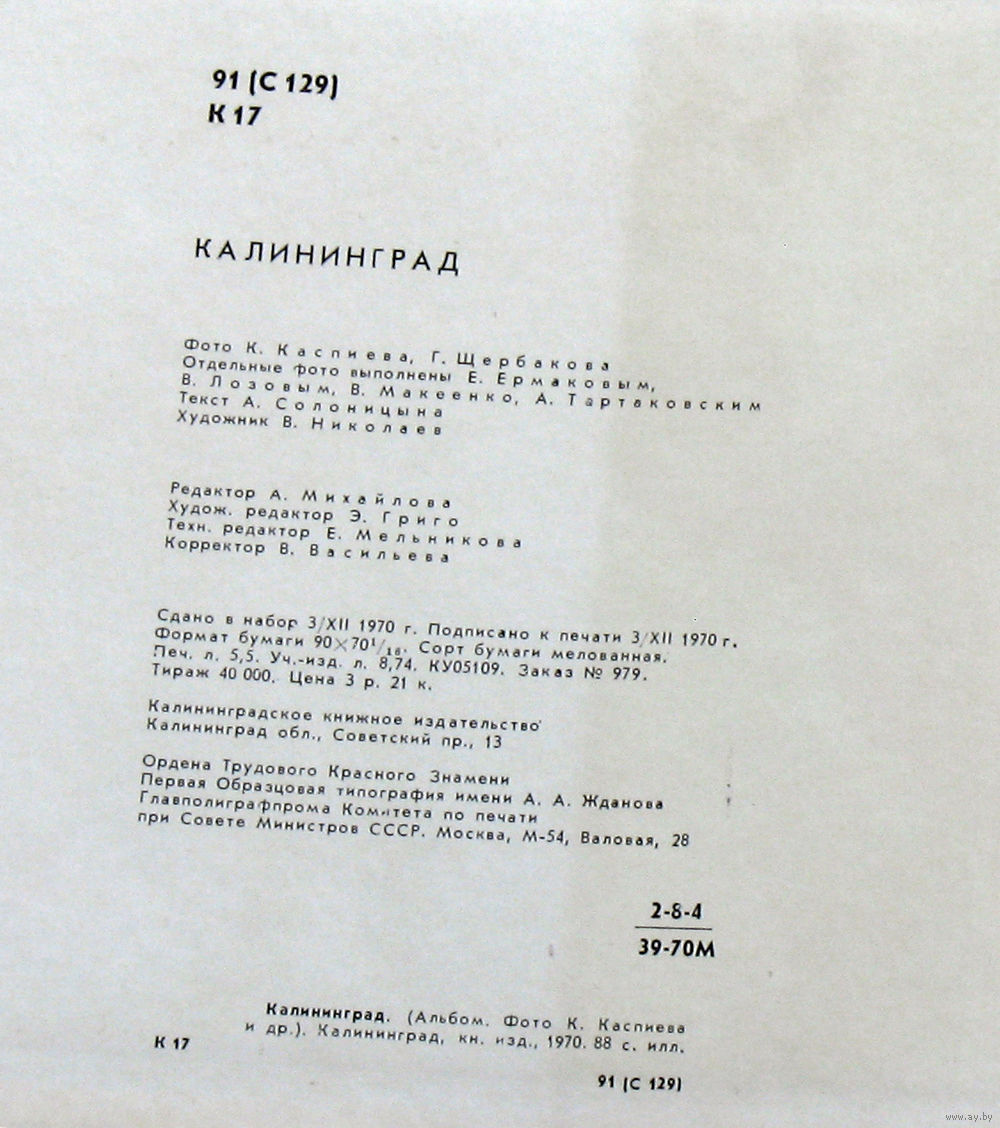 91 (С 129)
К 17
КАЛИНИНГРАД
Фото К. Каспиева, Г. Щербакова
Отдельные фото выполнены Е. Ермаковым,
В. Лозовым, В. Макеенко, А. Тартаковским
Текст А. Солоницына
Художник В. Николаев
Редактор А. Михайлова
Худож. редактор Э. Григо
Техн. редактор Е. Мельникова
Корректор В. Васильева
Сдано в набор 3/XII 1970 г. Подписано к печати 3/XII 1970 г.
Формат бумаги 90×70¹/₁₆. Сорт бумаги мелованная.
Печ. л. 5,5. Уч.-изд. л. 8,74. КУ05109. Заказ № 979.
Тираж 40 000. Цена 3 р. 21 к.
Калининградское книжное издательство
Калининград обл., Советский пр., 13
Ордена Трудового Красного Знамени
Первая Образцовая типография имени А. А. Жданова
Главполиграфпрома Комитета по печати
при Совете Министров СССР. Москва, М-54, Валовая, 28
2-8-4
39-70М
Калининград. (Альбом. Фото К. Каспиева
и др.). Калининград, кн. изд., 1970. 88 с. илл.
К 17
91 (С 129)
www.ay.by